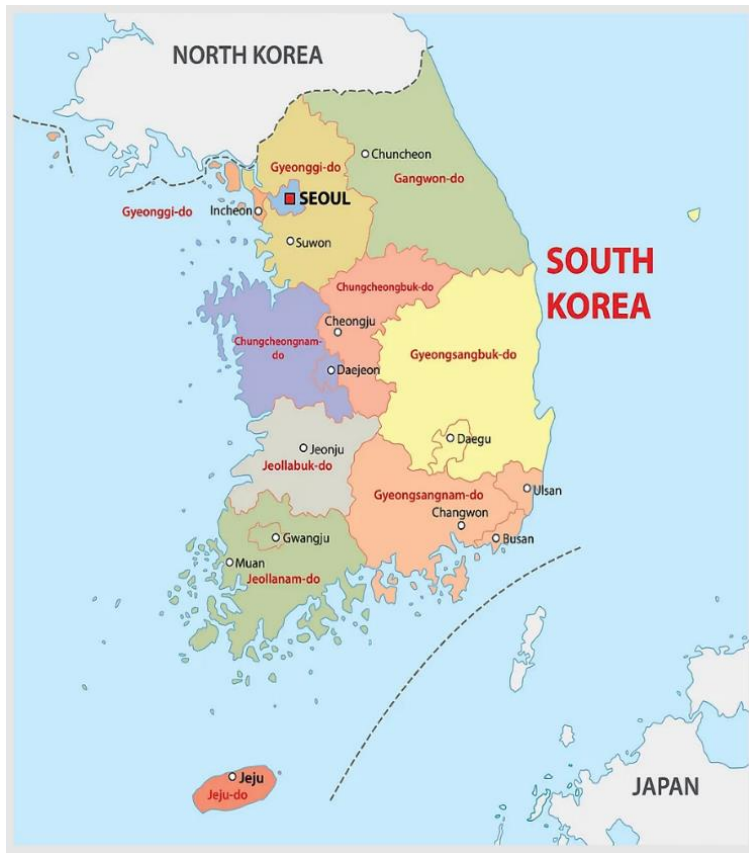 NORTH KOREA
Chuncheon
Gyeonggi-do
Gangwon-do
SEOUL
Gyeonggi-do
Incheon
Suwon
SOUTH
KOREA
Chungcheongbuk-do
Cheongju
Chungcheongnam-
do
Gyeongsangbuk-do
Daejeon
Daegu
Jeonju
Jeollabuk-do
Gyeongsangnam-do
Ulsan
Changwon
Gwangju
Busan
Muan
Jeollanam-do
Jeju
Jeju-do
JAPAN